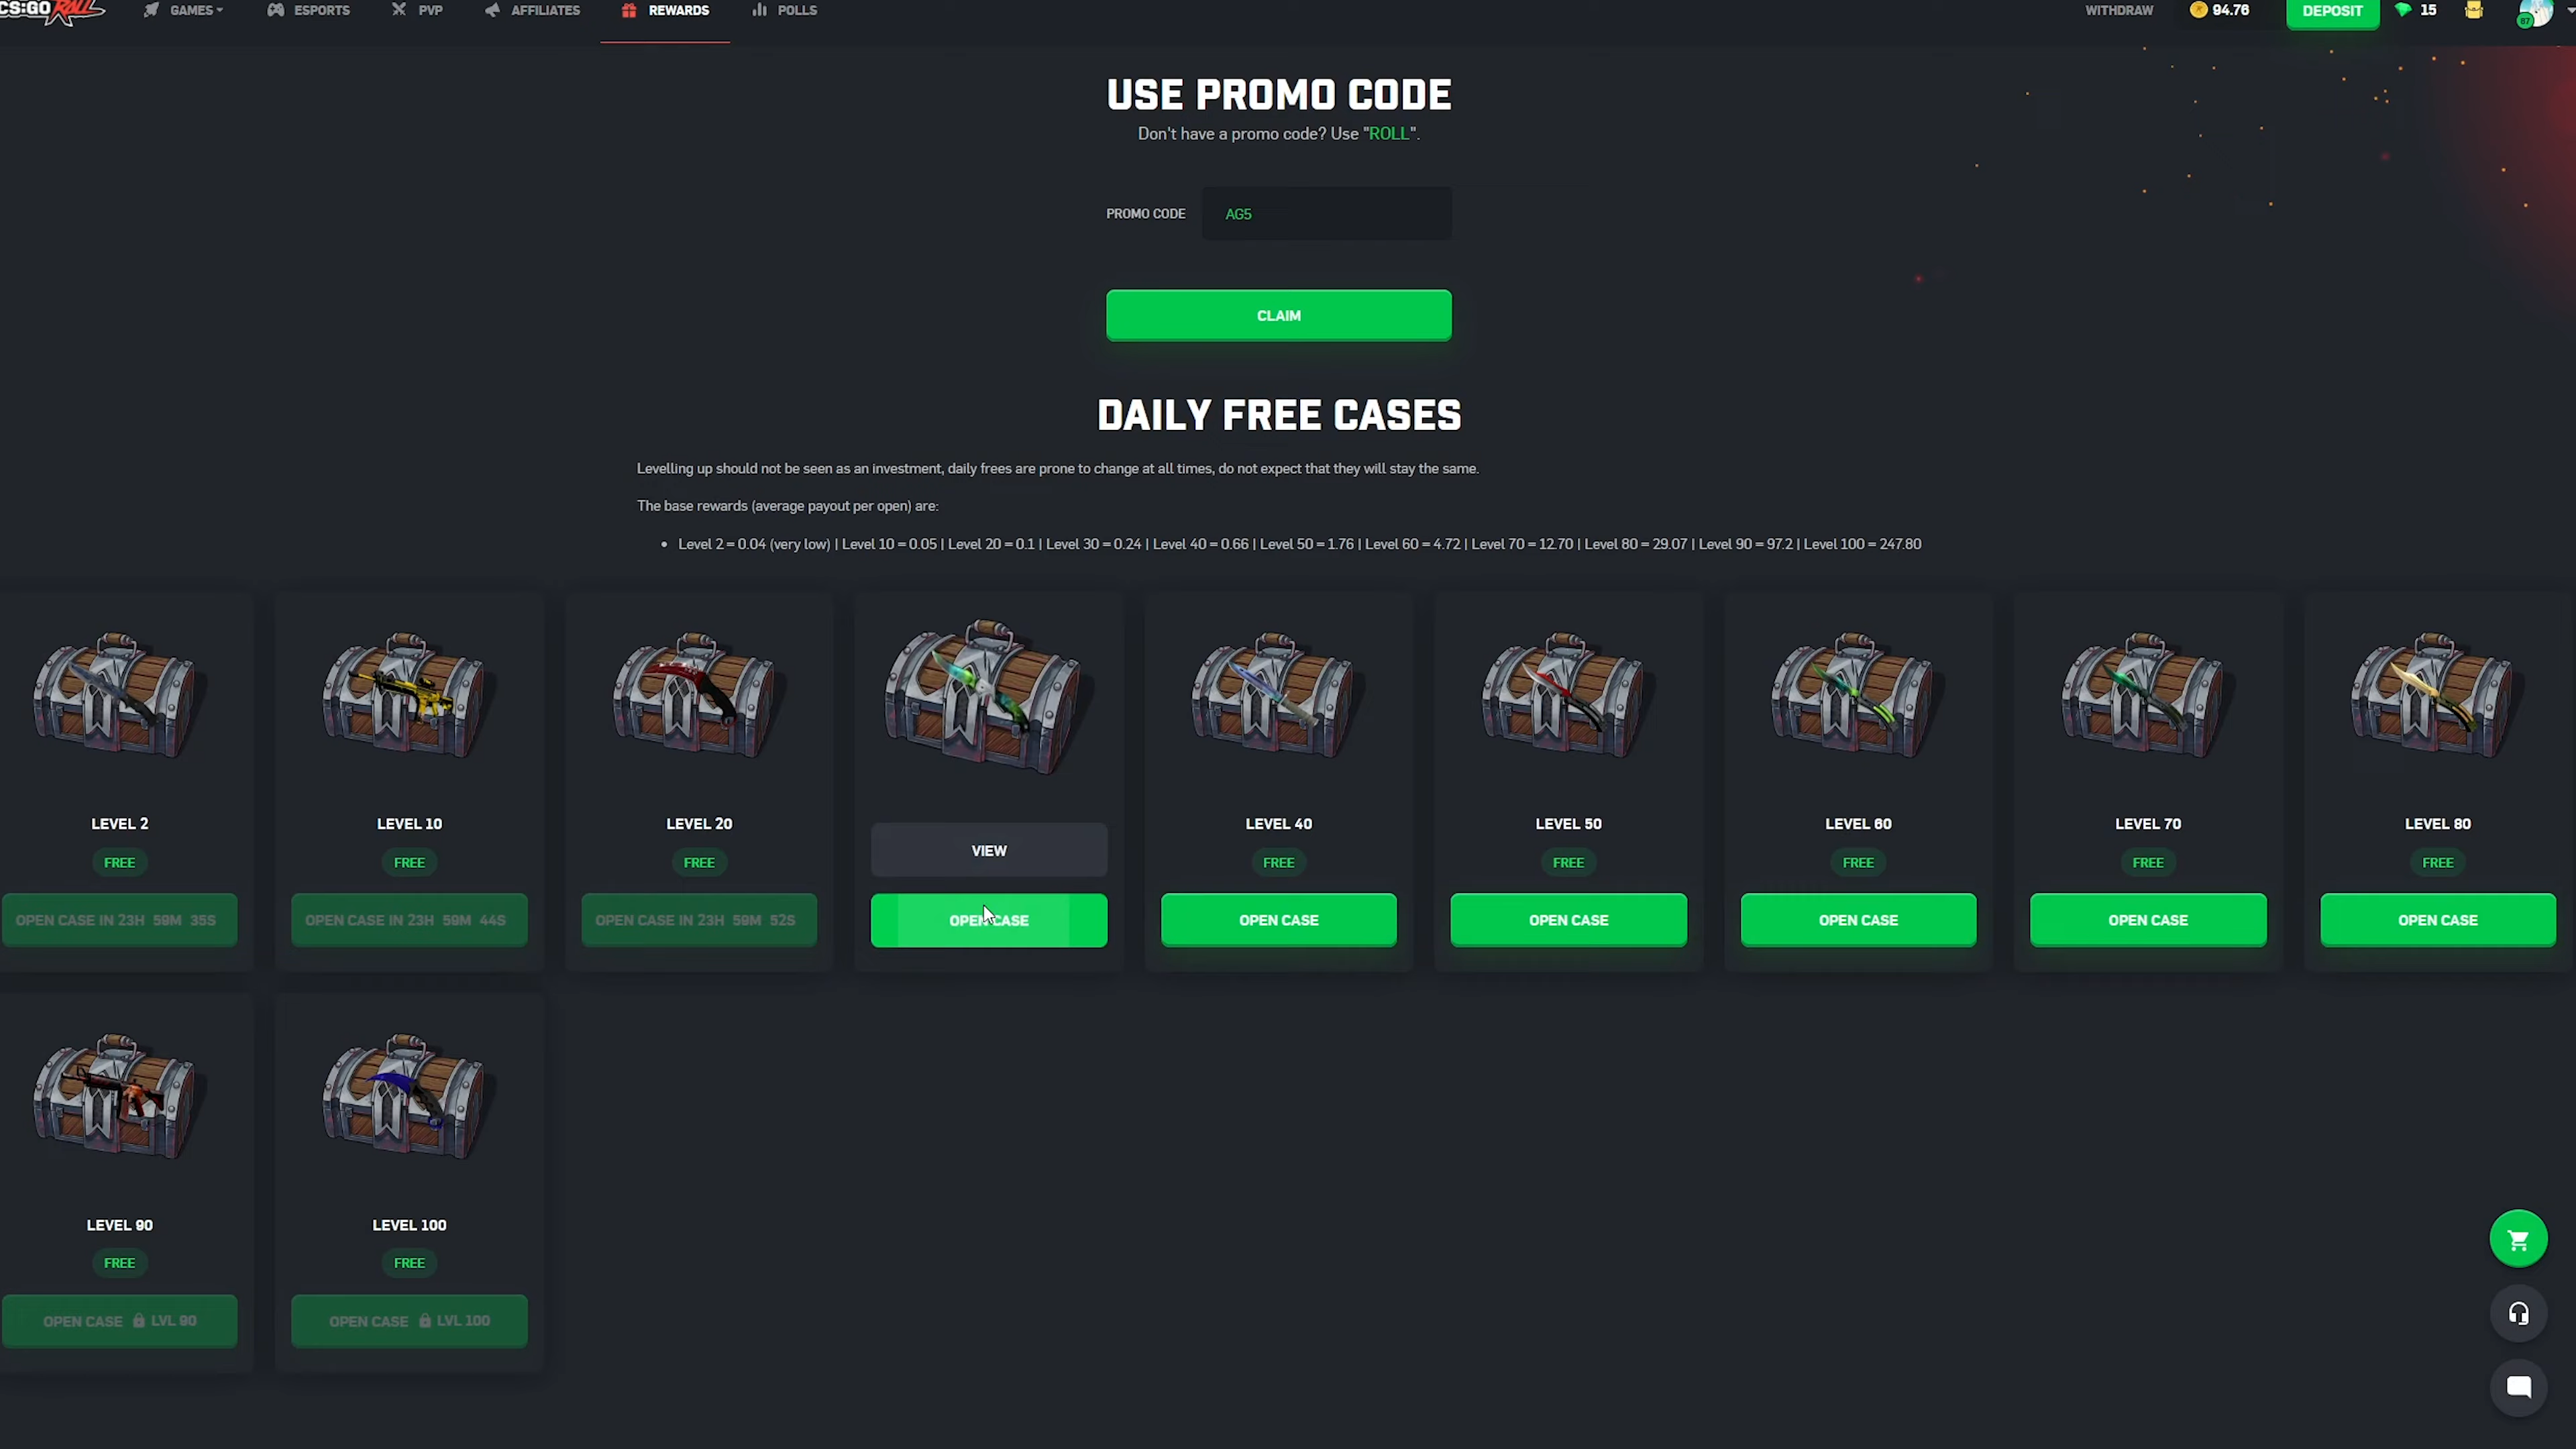 CS:GO ROLL GAMES ESPORTS PVP AFFILIATES REWARDS POLLS WITHDRAW 94.76 DEPOSIT 15 87
USE PROMO CODE
Don't have a promo code? Use "ROLL".
PROMO CODE AG5
CLAIM
DAILY FREE CASES
Levelling up should not be seen as an investment, daily frees are prone to change at all times, do not expect that they will stay the same.
The base rewards (average payout per open) are:
• Level 2 = 0.04 (very low) | Level 10 = 0.05 | Level 20 = 0.1 | Level 30 = 0.24 | Level 40 = 0.66 | Level 50 = 1.76 | Level 60 = 4.72 | Level 70 = 12.70 | Level 80 = 29.07 | Level 90 = 97.2 | Level 100 = 247.80
LEVEL 2 LEVEL 10 LEVEL 20 LEVEL 40 LEVEL 50 LEVEL 60 LEVEL 70 LEVEL 80
VIEW
FREE FREE FREE FREE FREE FREE FREE FREE
OPEN CASE IN 23H 59M 35S OPEN CASE IN 23H 59M 44S OPEN CASE IN 23H 59M 52S OPEN CASE OPEN CASE OPEN CASE OPEN CASE OPEN CASE OPEN CASE
LEVEL 90 LEVEL 100
FREE FREE
OPEN CASE LVL 90 OPEN CASE LVL 100